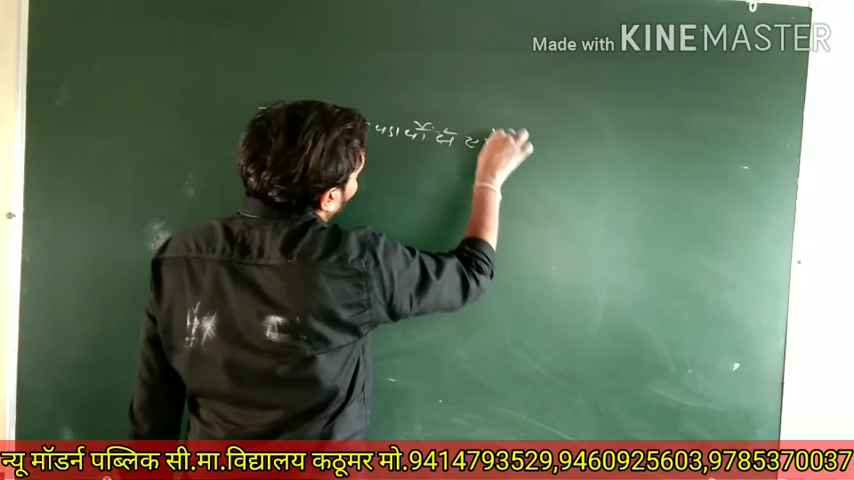 Made with KINEMASTER
न्यू मॉडर्न पब्लिक सी.मा.विद्यालय कठूमर मो.9414793529,9460925603,9785370037